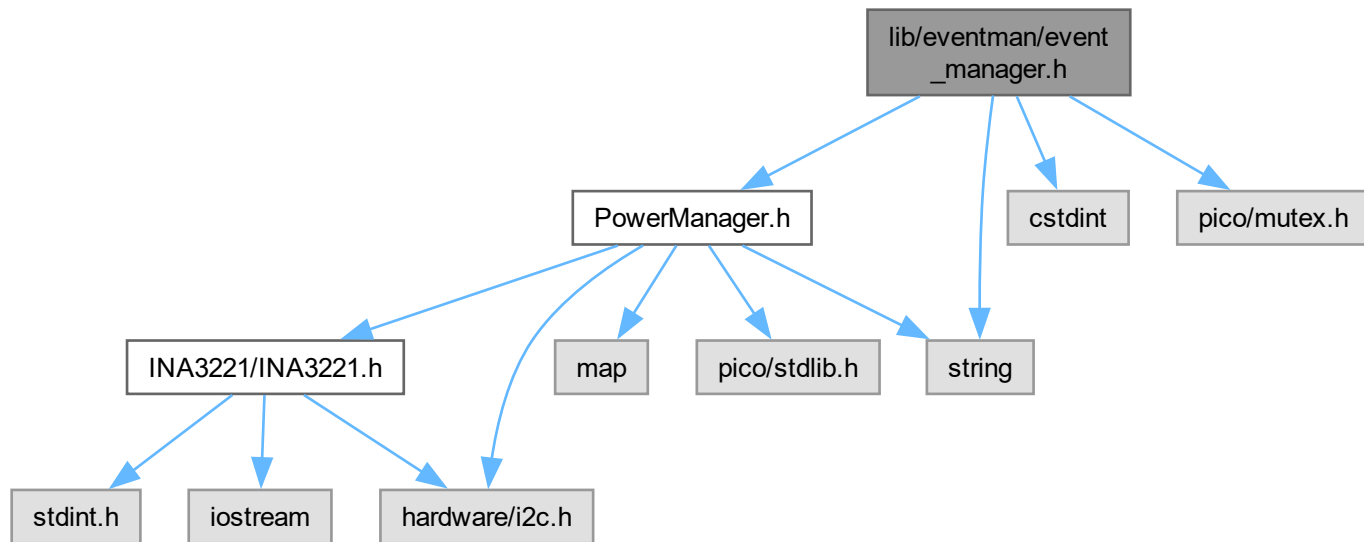 lib/eventman/event
_manager.h
PowerManager.h
cstdint
pico/mutex.h
INA3221/INA3221.h
map
pico/stdlib.h
string
stdint.h
iostream
hardware/i2c.h